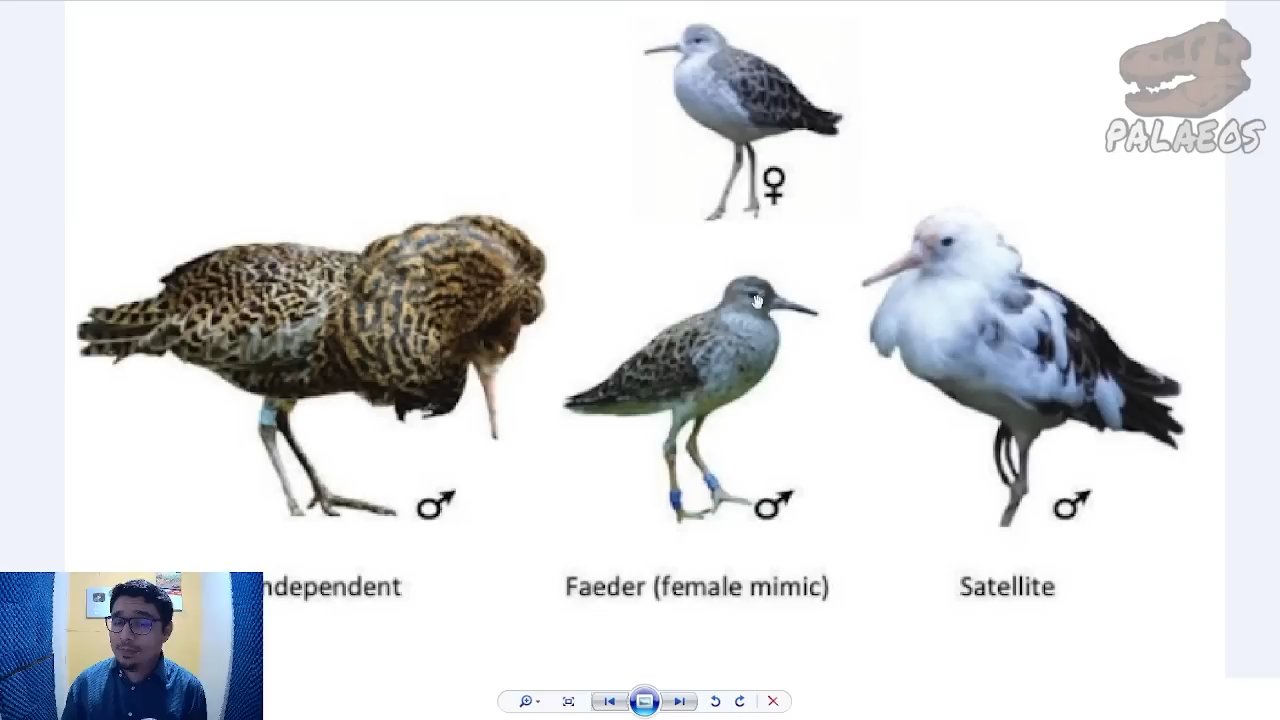 PALAEOS
♀
♂
♂
♂
ndependent
Faeder (female mimic)
Satellite